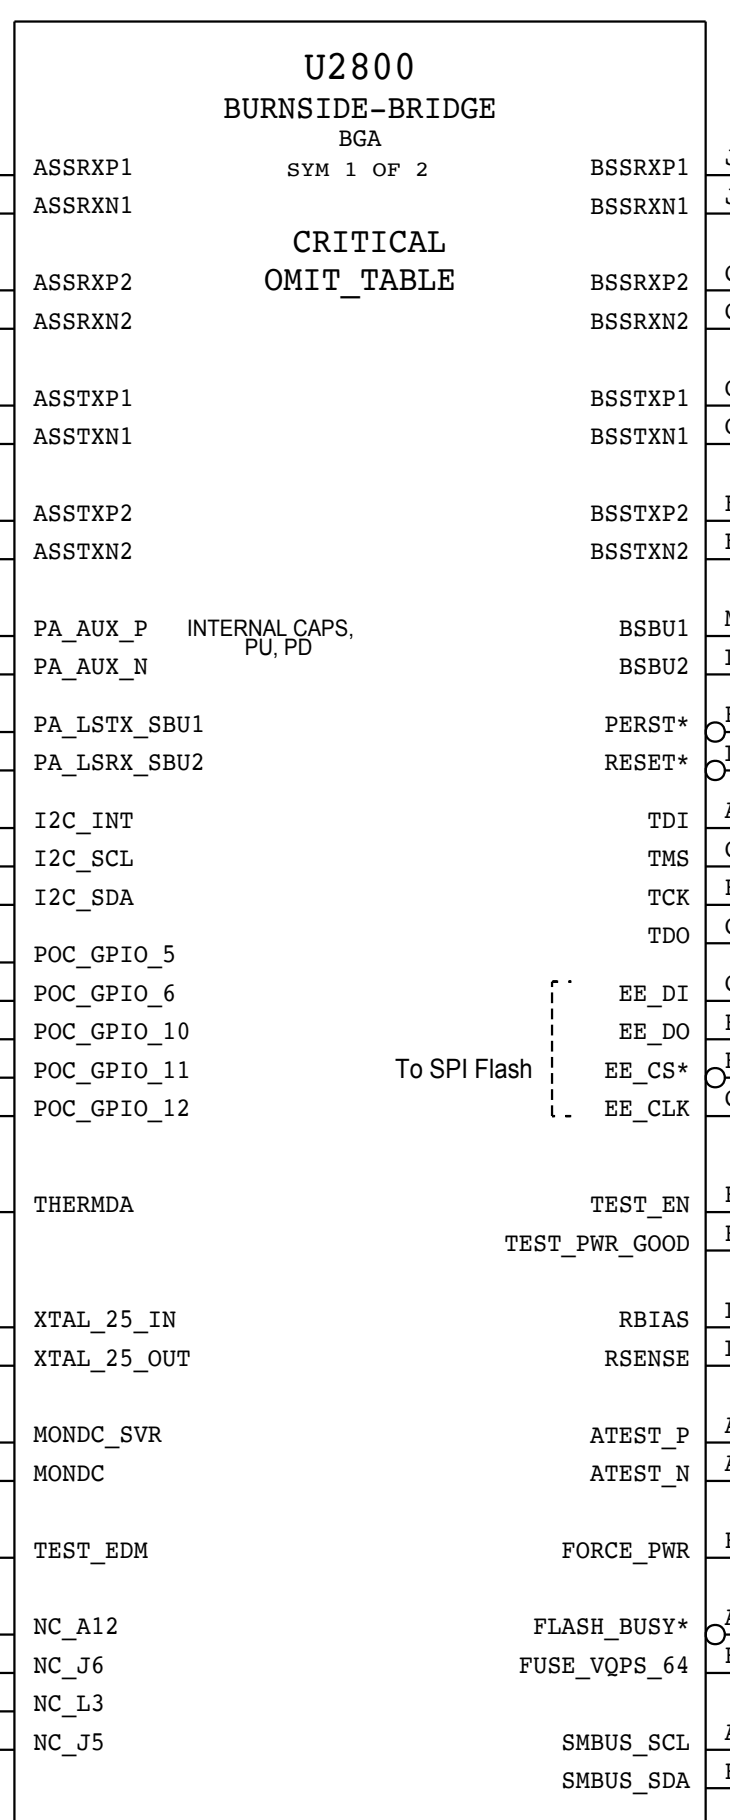 U2800
BURNSIDE-BRIDGE
BGA
SYM 1 OF 2
CRITICAL
OMIT_TABLE
ASSRXP1 BSSRXP1
ASSRXN1 BSSRXN1
ASSRXP2 BSSRXP2
ASSRXN2 BSSRXN2
ASSTXP1 BSSTXP1
ASSTXN1 BSSTXN1
ASSTXP2 BSSTXP2
ASSTXN2 BSSTXN2
PA_AUX_P INTERNAL CAPS, BSBU1
PU, PD
PA_AUX_N BSBU2
PA_LSTX_SBU1 PERST*
PA_LSRX_SBU2 RESET*
I2C_INT TDI
I2C_SCL TMS
I2C_SDA TCK
TDO
POC_GPIO_5
POC_GPIO_6 EE_DI
POC_GPIO_10 EE_DO
POC_GPIO_11 To SPI Flash EE_CS*
POC_GPIO_12 EE_CLK
THERMDA TEST_EN
TEST_PWR_GOOD
XTAL_25_IN RBIAS
XTAL_25_OUT RSENSE
MONDC_SVR ATEST_P
MONDC ATEST_N
TEST_EDM FORCE_PWR
NC_A12 FLASH_BUSY*
NC_J6 FUSE_VQPS_64
NC_L3
NC_J5 SMBUS_SCL
SMBUS_SDA